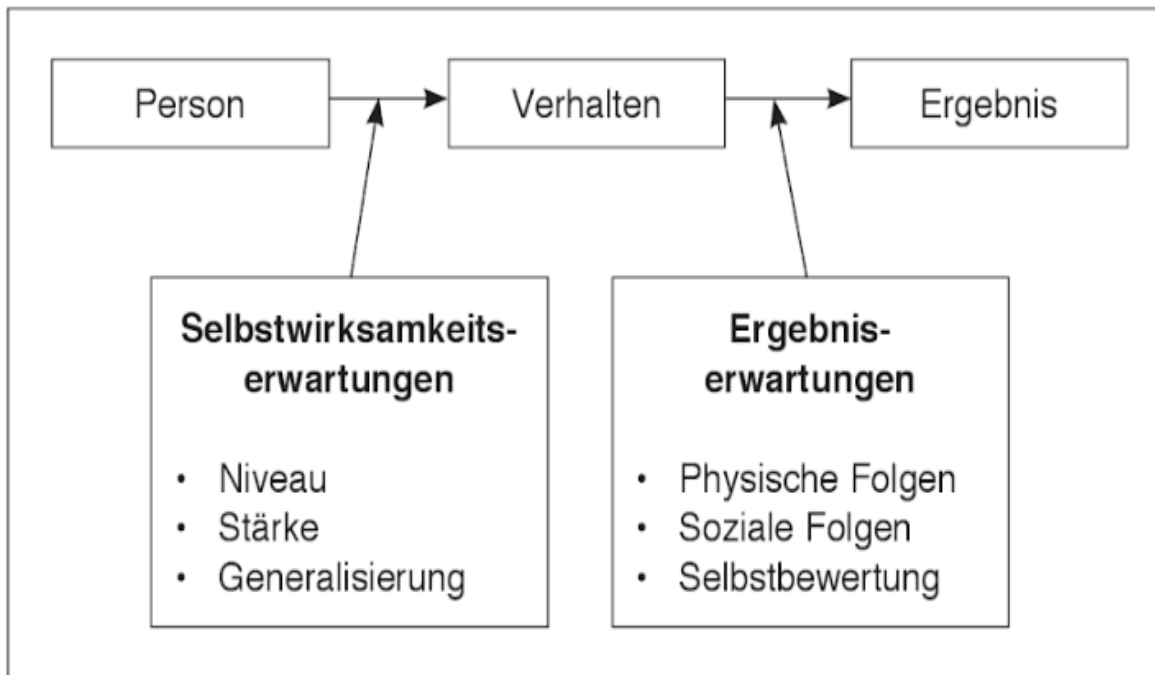 Person
Verhalten
Ergebnis
Selbstwirksamkeits-
erwartungen
• Niveau
• Stärke
• Generalisierung
Ergebnis-
erwartungen
• Physische Folgen
• Soziale Folgen
• Selbstbewertung